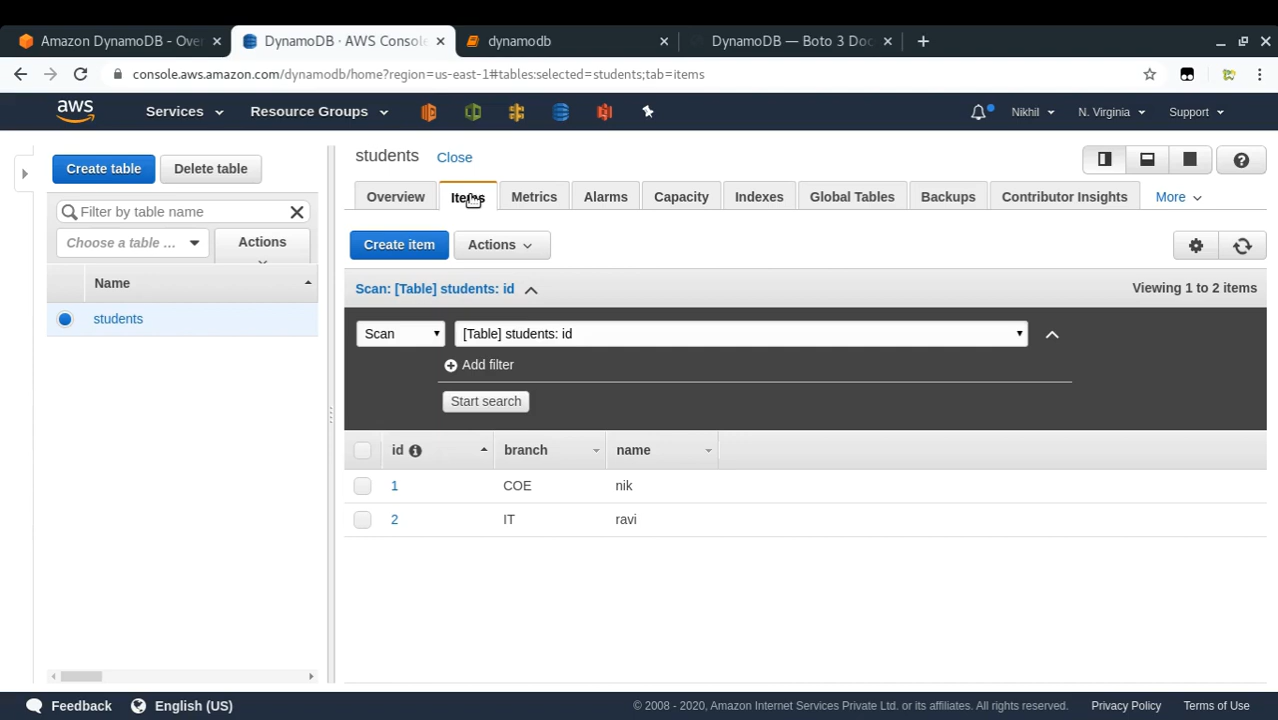 Amazon DynamoDB - Ove
DynamoDB · AWS Console
dynamodb
DynamoDB — Boto 3 Doc
console.aws.amazon.com/dynamodb/home?region=us-east-1#tables:selected=students;tab=items
aws
Services
Resource Groups
Nikhil
N. Virginia
Support
Create table
Delete table
Filter by table name
Choose a table ...
Actions
Name
students
students
Close
Overview
Items
Metrics
Alarms
Capacity
Indexes
Global Tables
Backups
Contributor Insights
More
Create item
Actions
Scan: [Table] students: id
Viewing 1 to 2 items
Scan
[Table] students: id
Add filter
Start search
id
branch
name
1
COE
nik
2
IT
ravi
Feedback
English (US)
© 2008 - 2020, Amazon Internet Services Private Ltd. or its affiliates. All rights reserved.
Privacy Policy
Terms of Use